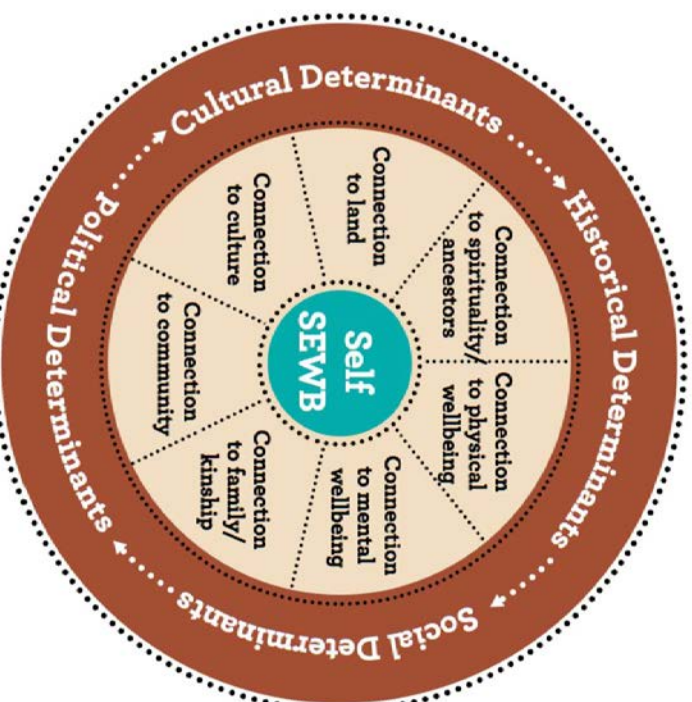 Historical Determinants
Social Determinants
Political Determinants
Cultural Determinants
Connection
to physical
wellbeing
Connection
to mental
wellbeing
Connection
to family/
kinship
Connection
to community
Connection
to culture
Connection
to land
Connection
to spirituality/
ancestors
Self
SEWB